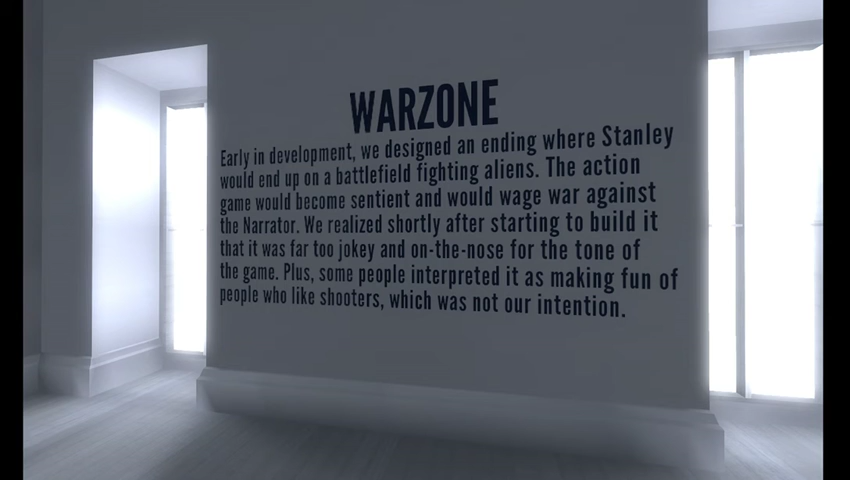 WARZONE
Early in development, we designed an ending where Stanley
would end up on a battlefield fighting aliens. The action
game would become sentient and would wage war against
the Narrator. We realized shortly after starting to build it
that it was far too jokey and on-the-nose for the tone of
the game. Plus, some people interpreted it as making fun of
people who like shooters, which was not our intention.